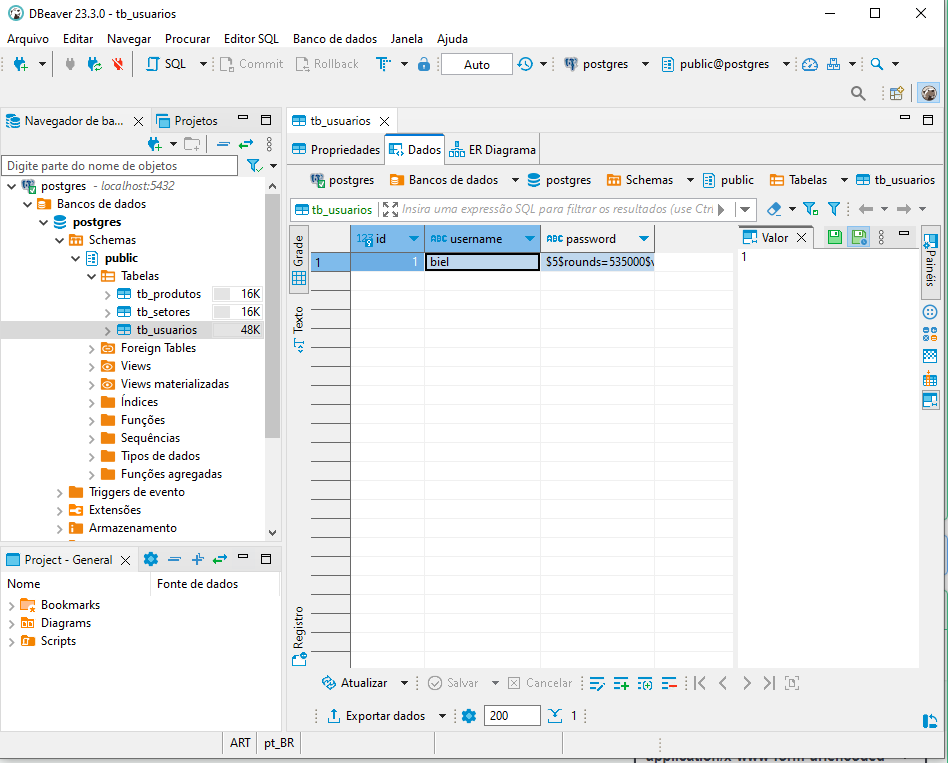 DBeaver 23.3.0 - tb_usuarios
Arquivo Editar Navegar Procurar Editor SQL Banco de dados Janela Ajuda
SQL Commit Rollback Auto postgres public@postgres
Navegador de ba... Projetos
Digite parte do nome de objetos
postgres - localhost:5432
Bancos de dados
postgres
Schemas
public
Tabelas
tb_produtos 16K
tb_setores 16K
tb_usuarios 48K
Foreign Tables
Views
Views materializadas
Índices
Funções
Sequências
Tipos de dados
Funções agregadas
Triggers de evento
Extensões
Armazenamento
Project - General
Nome Fonte de dados
Bookmarks
Diagrams
Scripts
tb_usuarios
Propriedades Dados ER Diagrama
postgres Bancos de dados postgres Schemas public Tabelas tb_usuarios
tb_usuarios Insira uma expressão SQL para filtrar os resultados (use Ctrl
Grade
Texto
Registro
123 id ABC username ABC password
1 1 biel $5$rounds=535000$v
Valor
1
Painéis
Atualizar Salvar Cancelar
Exportar dados 200 1
ART pt_BR